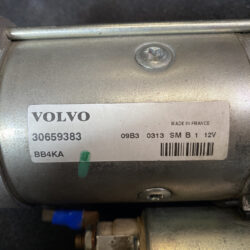 VOLVO
MADE IN FRANCE
30659383
09B3 0313 SM B 1 12V
BB4KA